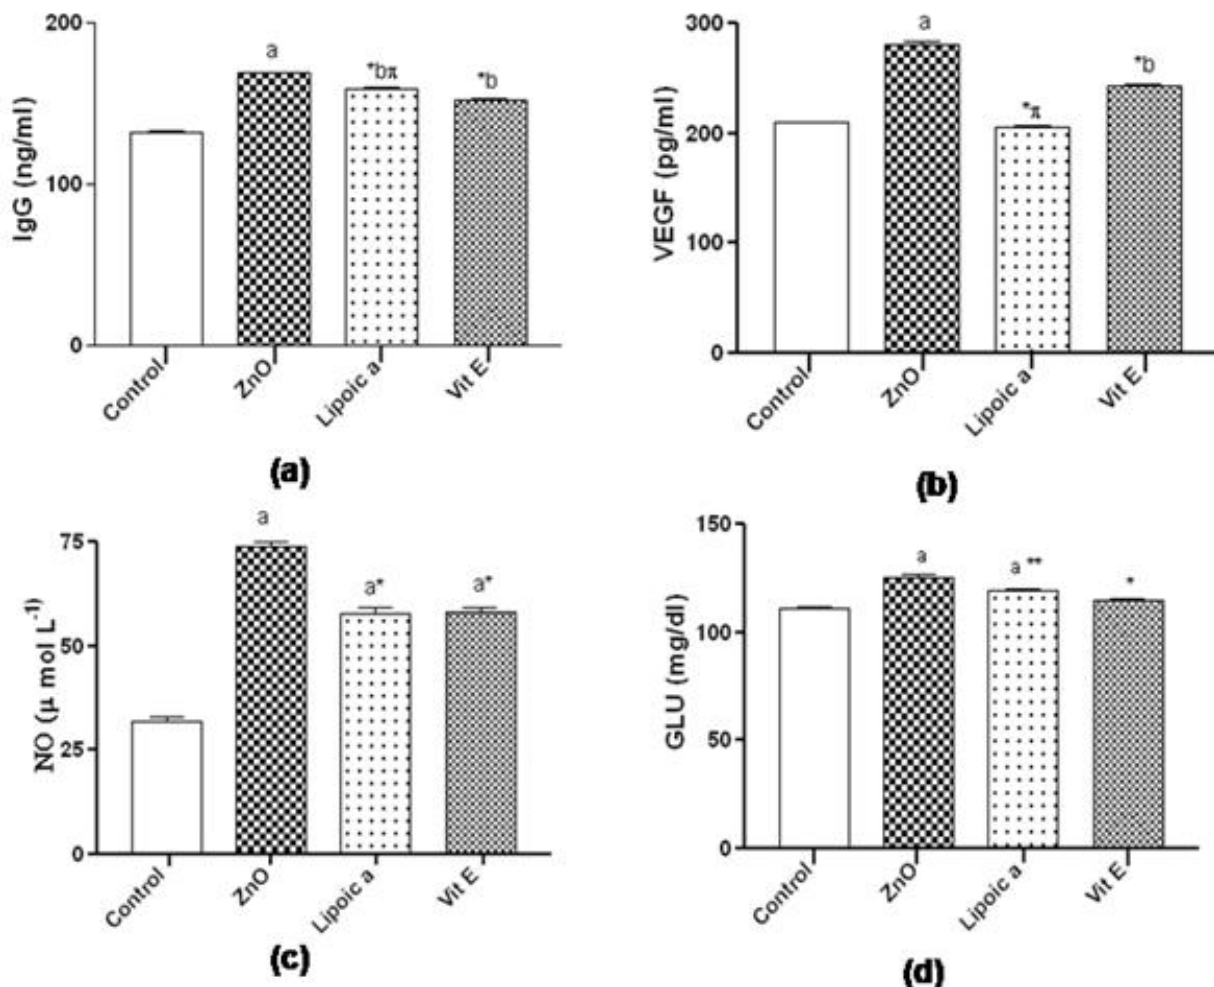 200
100
0
IgG (ng/ml)
a
*bπ
*b
Control
ZnO
Lipoic a
Vit E
(a)
300
200
100
0
VEGF (pg/ml)
a
*π
*b
Control
ZnO
Lipoic a
Vit E
(b)
75
50
25
0
NO (μ mol L⁻¹)
a
a*
a*
Control
ZnO
Lipoic a
Vit E
(c)
150
100
50
0
GLU (mg/dl)
a
a **
*
Control
ZnO
Lipoic a
Vit E
(d)